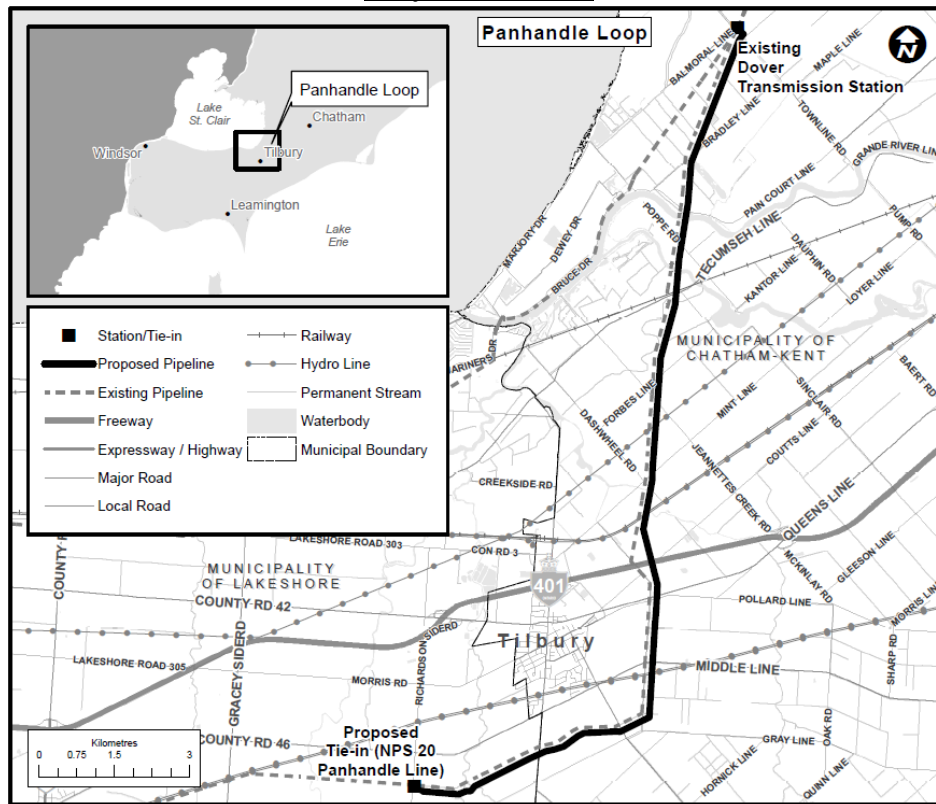 Panhandle Loop
Lake
St. Clair
Panhandle Loop
Chatham
Windsor
Tilbury
Leamington
Lake
Erie
Station/Tie-in
Railway
Proposed Pipeline
Hydro Line
Existing Pipeline
Permanent Stream
Freeway
Waterbody
Expressway / Highway
Municipal Boundary
Major Road
Local Road
N
Existing
Dover
Transmission Station
BALMORAL LINE
MAPLE LINE
BRADLEY LINE
TOWNLINE RD
GRANDE RIVER LIN
PAIN COURT LINE
MARJORY DR
DEWEY DR
POPPE RD
BRUCE DR
TECUMSEH LINE
PUMP RD
DAUPHIN RD
KANTOR LINE
LOYER LINE
MUNICIPALITY OF
CHATHAM-KENT
ARINERS DR
BAERT RD
FORBES LINE
MINT LINE
SINCLAIR RD
DASHWHEEL RD
COUTTS LINE
JEANNETTES CREEK RD
CREEKSIDE RD
QUEENS LINE
LAKESHORE ROAD 303
CON RD 3
GLEESON LINE
MCKINLAY RD
COUNTY R
MUNICIPALITY
OF LAKESHORE
401
COUNTY RD 42
POLLARD LINE
MORRIS LIN
RICHARDSON SIDERD
Tilbury
SHARP RD
LAKESHORE ROAD 305
GRACEY SIDERD
MORRIS RD
MIDDLE LINE
Kilometres
0 0.75 1.5 3
COUNTY RD 46
Proposed
Tie-in (NPS 20
Panhandle Line)
GRAY LINE
OAK RD
HORNICK LINE
QUINN LINE